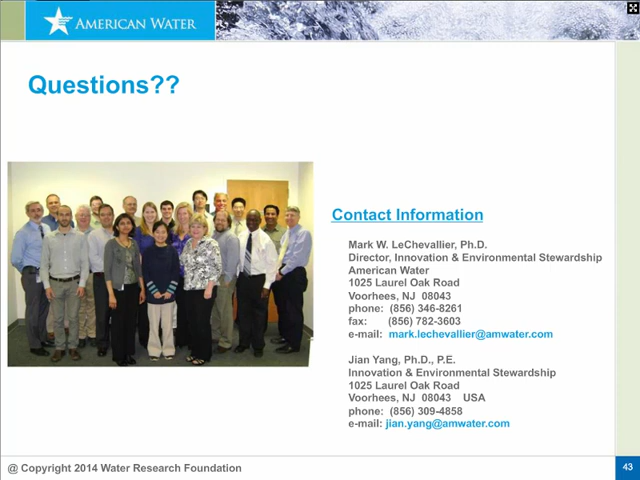 AMERICAN WATER
Questions??
Contact Information
Mark W. LeChevallier, Ph.D.
Director, Innovation & Environmental Stewardship
American Water
1025 Laurel Oak Road
Voorhees, NJ 08043
phone: (856) 346-8261
fax: (856) 782-3603
e-mail: mark.lechevallier@amwater.com
Jian Yang, Ph.D., P.E.
Innovation & Environmental Stewardship
1025 Laurel Oak Road
Voorhees, NJ 08043 USA
phone: (856) 309-4858
e-mail: jian.yang@amwater.com
@ Copyright 2014 Water Research Foundation
43